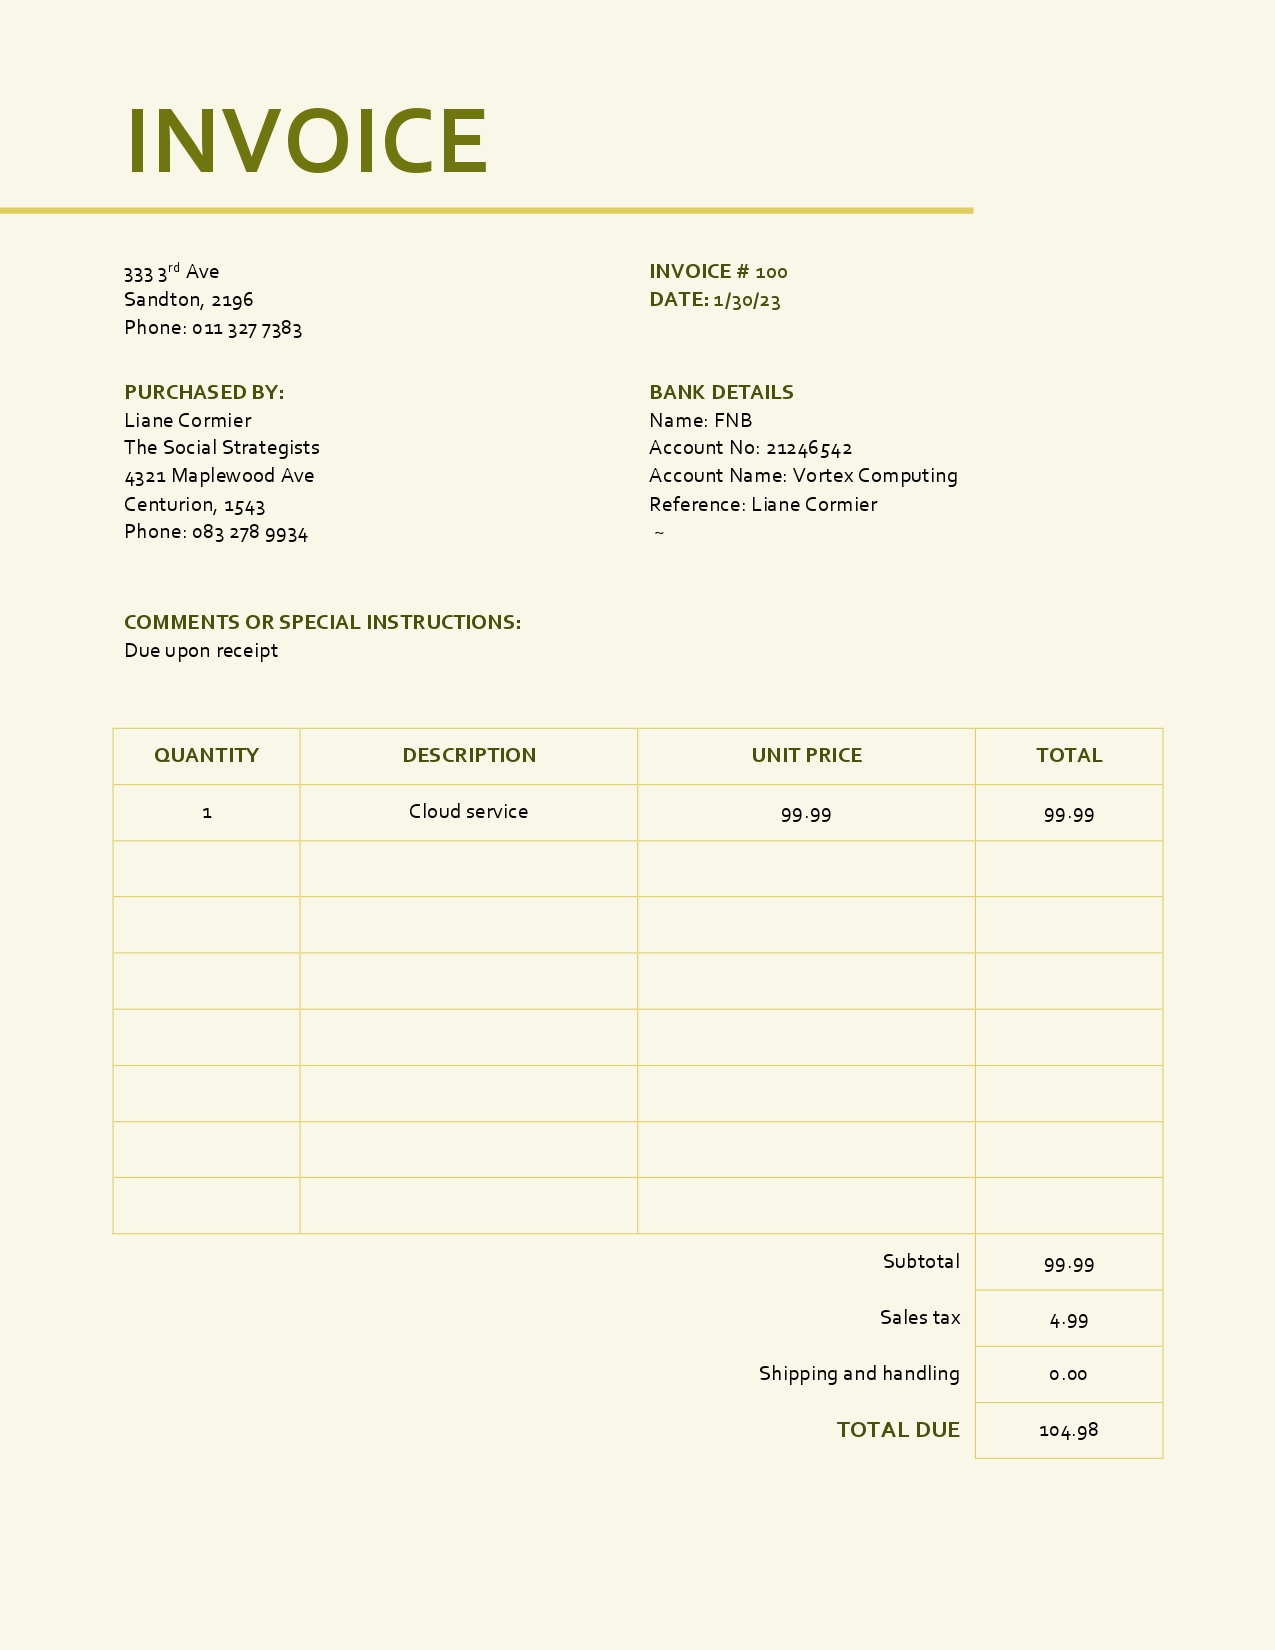 INVOICE
333 3rd Ave
Sandton, 2196
Phone: 011 327 7383
INVOICE # 100
DATE: 1/30/23
PURCHASED BY:
Liane Cormier
The Social Strategists
4321 Maplewood Ave
Centurion, 1543
Phone: 083 278 9934
BANK DETAILS
Name: FNB
Account No: 21246542
Account Name: Vortex Computing
Reference: Liane Cormier
~
COMMENTS OR SPECIAL INSTRUCTIONS:
Due upon receipt
QUANTITY DESCRIPTION UNIT PRICE TOTAL
1 Cloud service 99.99 99.99
Subtotal 99.99
Sales tax 4.99
Shipping and handling 0.00
TOTAL DUE 104.98